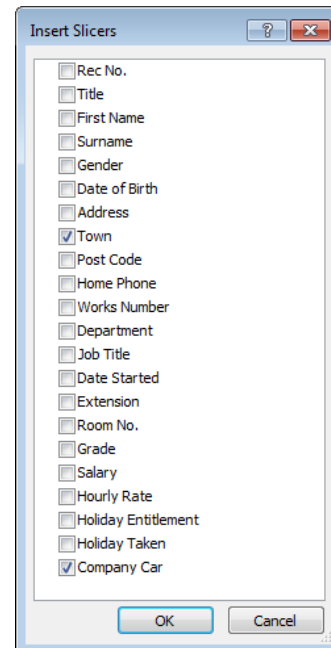 Insert Slicers
Rec No.
Title
First Name
Surname
Gender
Date of Birth
Address
Town
Post Code
Home Phone
Works Number
Department
Job Title
Date Started
Extension
Room No.
Grade
Salary
Hourly Rate
Holiday Entitlement
Holiday Taken
Company Car
OK Cancel